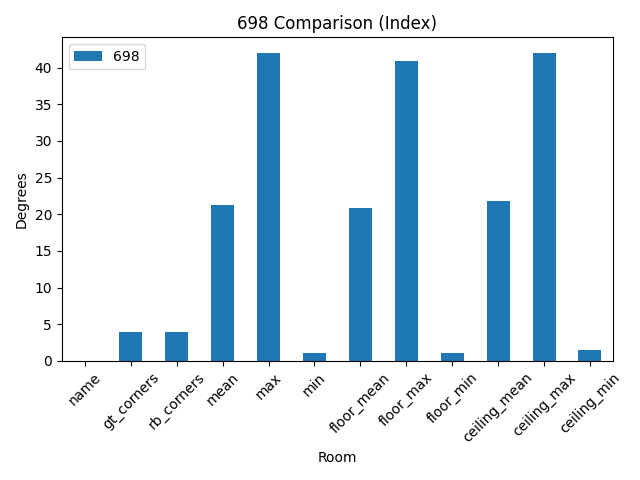 698 Comparison (Index)
698
Degrees
40
35
30
25
20
15
10
5
0
name
gt_corners
rb_corners
mean
max
min
floor_mean
floor_max
floor_min
ceiling_mean
ceiling_max
ceiling_min
Room